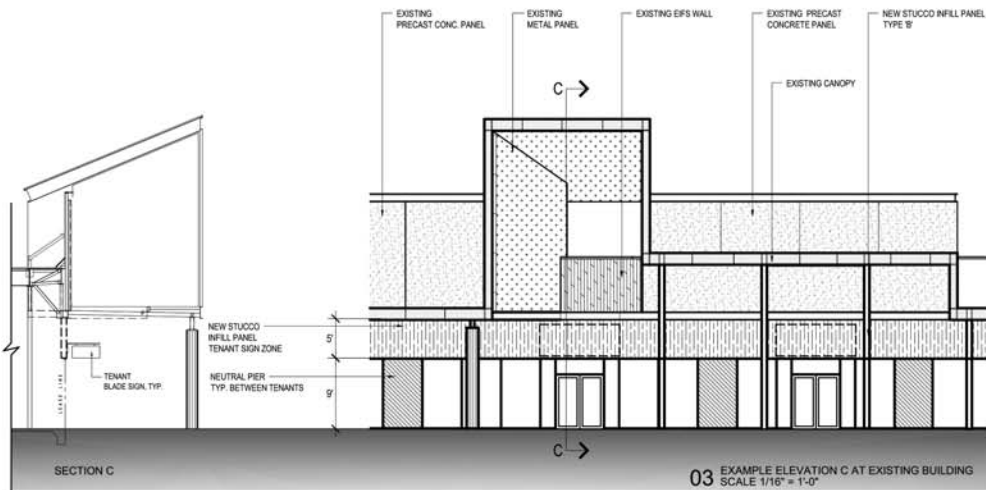 EXISTING
PRECAST CONC. PANEL
EXISTING
METAL PANEL
EXISTING EIFS WALL
EXISTING PRECAST
CONCRETE PANEL
NEW STUCCO INFILL PANEL
TYPE 'B'
EXISTING CANOPY
C
NEW STUCCO
INFILL PANEL
TENANT SIGN ZONE
5'
TENANT
BLADE SIGN, TYP.
NEUTRAL PIER
TYP. BETWEEN TENANTS
9'
LEASE LINE
C
SECTION C
03 EXAMPLE ELEVATION C AT EXISTING BUILDING
SCALE 1/16" = 1'-0"